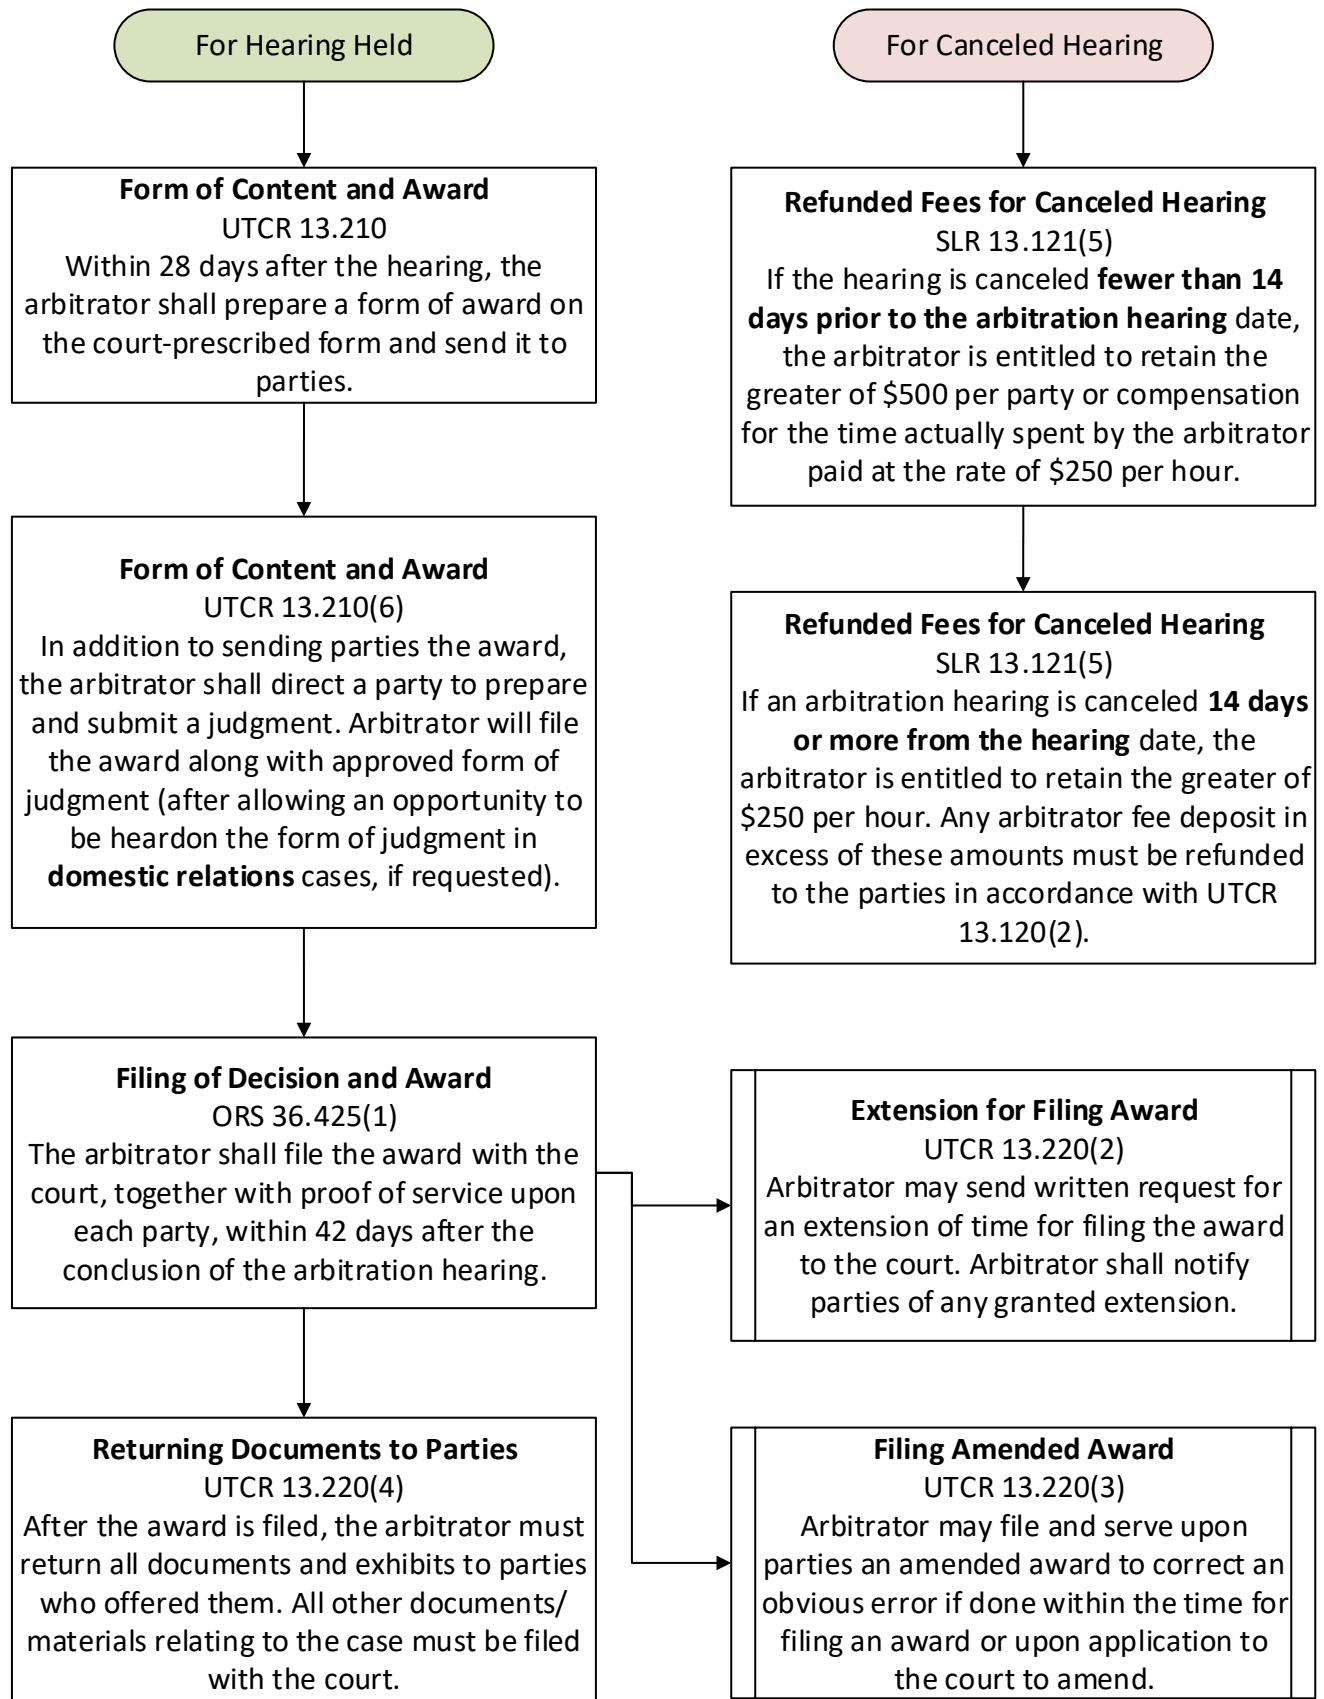 For Hearing Held
Form of Content and Award
UTCR 13.210
Within 28 days after the hearing, the
arbitrator shall prepare a form of award on
the court-prescribed form and send it to
parties.
Form of Content and Award
UTCR 13.210(6)
In addition to sending parties the award,
the arbitrator shall direct a party to prepare
and submit a judgment. Arbitrator will file
the award along with approved form of
judgment (after allowing an opportunity to
be heardon the form of judgment in
domestic relations cases, if requested).
Filing of Decision and Award
ORS 36.425(1)
The arbitrator shall file the award with the
court, together with proof of service upon
each party, within 42 days after the
conclusion of the arbitration hearing.
Returning Documents to Parties
UTCR 13.220(4)
After the award is filed, the arbitrator must
return all documents and exhibits to parties
who offered them. All other documents/
materials relating to the case must be filed
with the court.
For Canceled Hearing
Refunded Fees for Canceled Hearing
SLR 13.121(5)
If the hearing is canceled fewer than 14
days prior to the arbitration hearing date,
the arbitrator is entitled to retain the
greater of $500 per party or compensation
for the time actually spent by the arbitrator
paid at the rate of $250 per hour.
Refunded Fees for Canceled Hearing
SLR 13.121(5)
If an arbitration hearing is canceled 14 days
or more from the hearing date, the
arbitrator is entitled to retain the greater of
$250 per hour. Any arbitrator fee deposit in
excess of these amounts must be refunded
to the parties in accordance with UTCR
13.120(2).
Extension for Filing Award
UTCR 13.220(2)
Arbitrator may send written request for
an extension of time for filing the award
to the court. Arbitrator shall notify
parties of any granted extension.
Filing Amended Award
UTCR 13.220(3)
Arbitrator may file and serve upon
parties an amended award to correct an
obvious error if done within the time for
filing an award or upon application to
the court to amend.